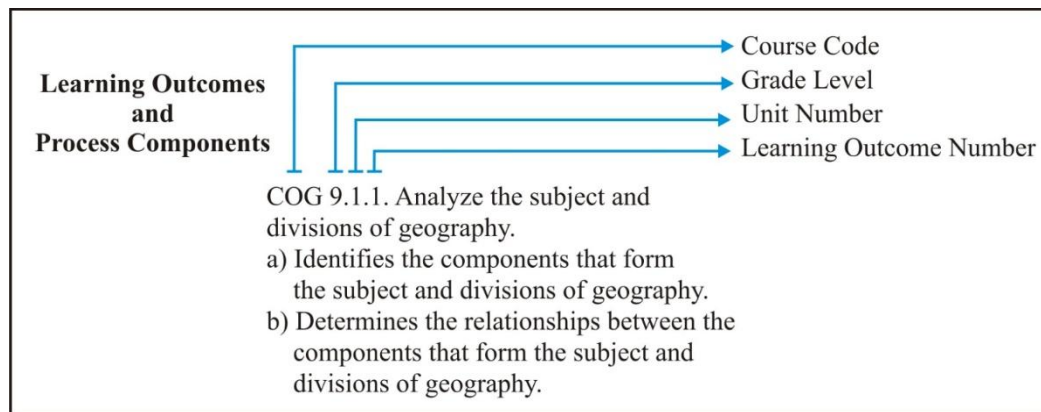 Learning Outcomes
and
Process Components
Course Code
Grade Level
Unit Number
Learning Outcome Number
COG 9.1.1. Analyze the subject and
divisions of geography.
a) Identifies the components that form
the subject and divisions of geography.
b) Determines the relationships between the
components that form the subject and
divisions of geography.